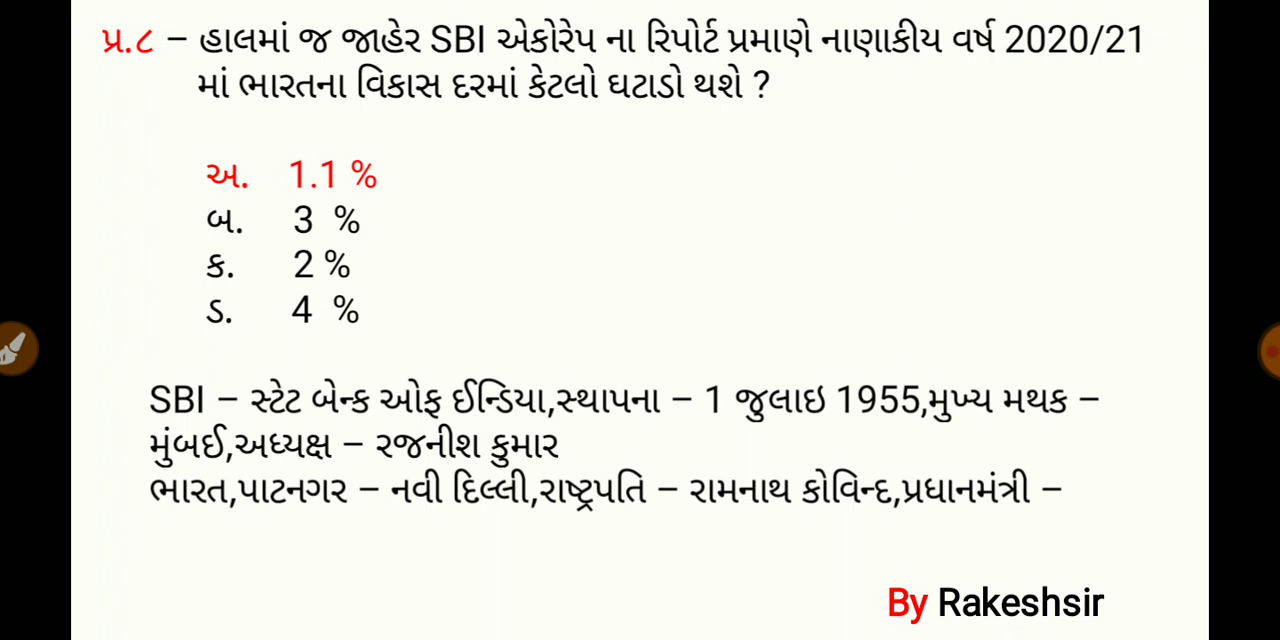 પ્ર.૮ – હાલમાં જ જાહેર SBI એકોરેપ ના રિપોર્ટ પ્રમાણે નાણાકીય વર્ષ 2020/21
માં ભારતના વિકાસ દરમાં કેટલો ઘટાડો થશે ?
અ. 1.1 %
બ. 3 %
ક. 2 %
ડ. 4 %
SBI – સ્ટેટ બેન્ક ઓફ ઈન્ડિયા,સ્થાપના – 1 જુલાઇ 1955,મુખ્ય મથક –
મુંબઈ,અધ્યક્ષ – રજનીશ કુમાર
ભારત,પાટનગર – નવી દિલ્લી,રાષ્ટ્રપતિ – રામનાથ કોવિન્દ,પ્રધાનમંત્રી –
By Rakeshsir